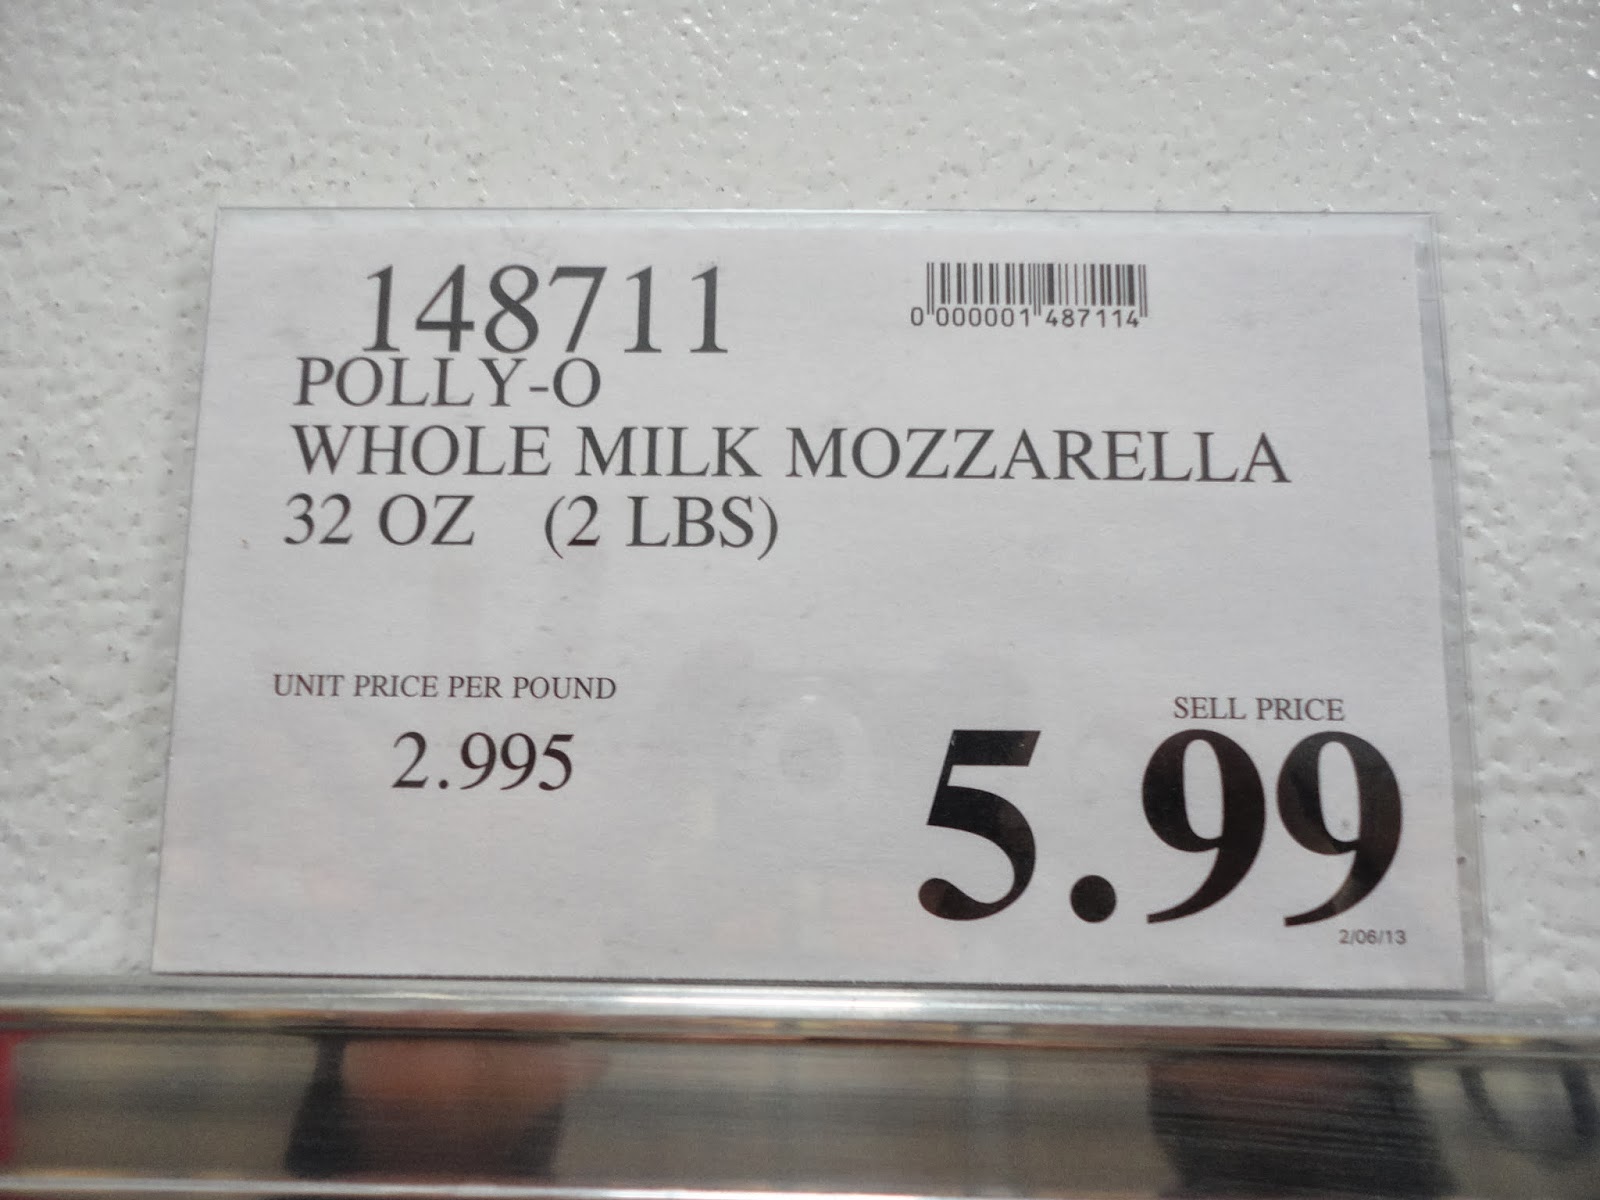 148711
0 000001 487114
POLLY-O
WHOLE MILK MOZZARELLA
32 OZ (2 LBS)
UNIT PRICE PER POUND
2.995
SELL PRICE
5.99
2/06/13